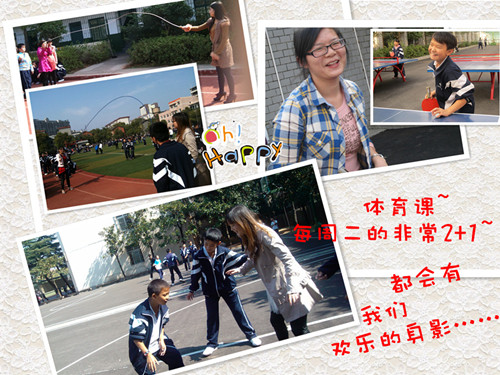 Oh!
Happy
体育课~
每周二的非常2+1~
都会有
我们
欢乐的身影……